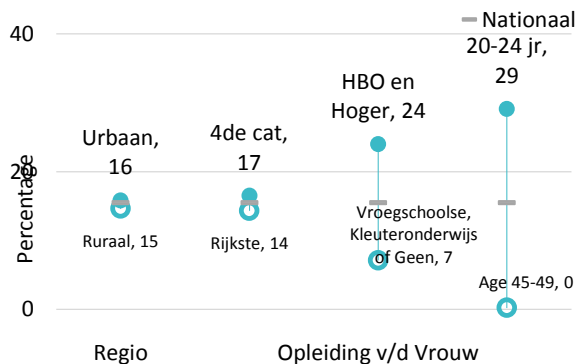 40
Nationaal
20-24 jr,
29
HBO en
Hoger, 24
4de cat,
17
Urbaan,
16
20
Percentage
Ruraal, 15
Rijkste, 14
Vroegschoolse,
Kleuteronderwijs
of Geen, 7
Age 45-49, 0
0
Regio
Opleiding v/d Vrouw